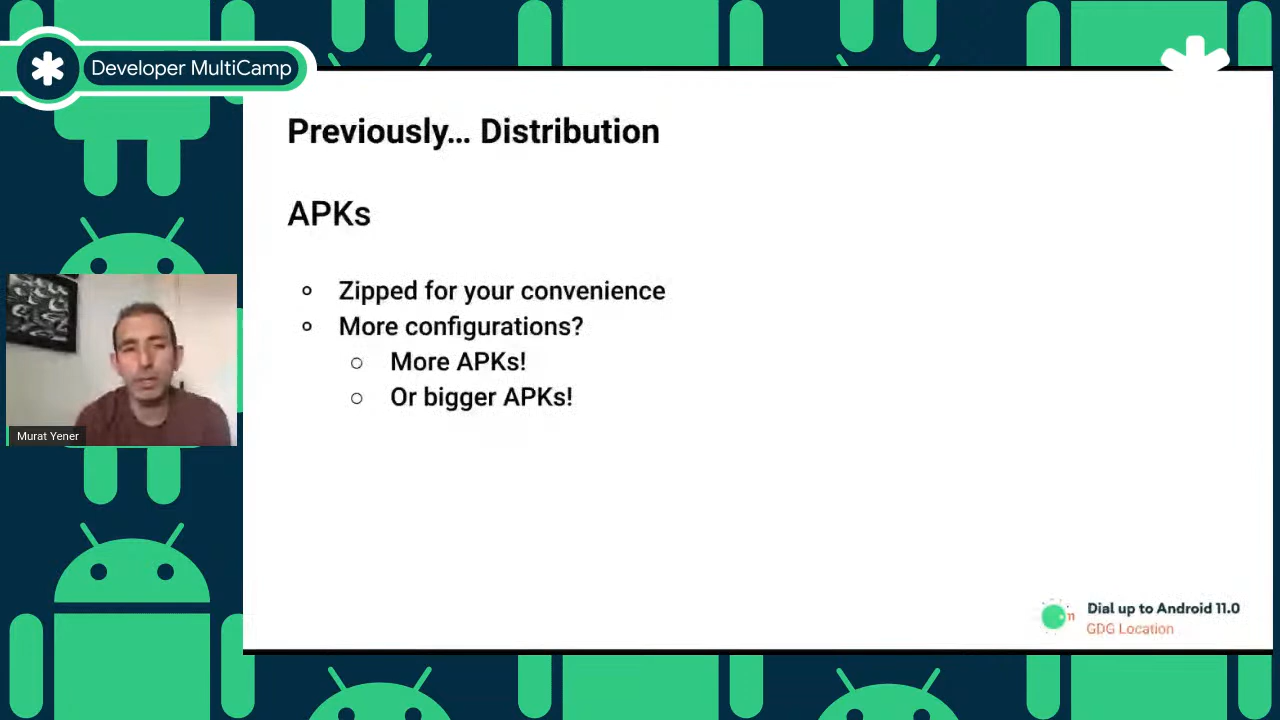 Developer MultiCamp
Previously... Distribution
APKs
Zipped for your convenience
More configurations?
More APKs!
Or bigger APKs!
Murat Yener
Dial up to Android 11.0
GDG Location